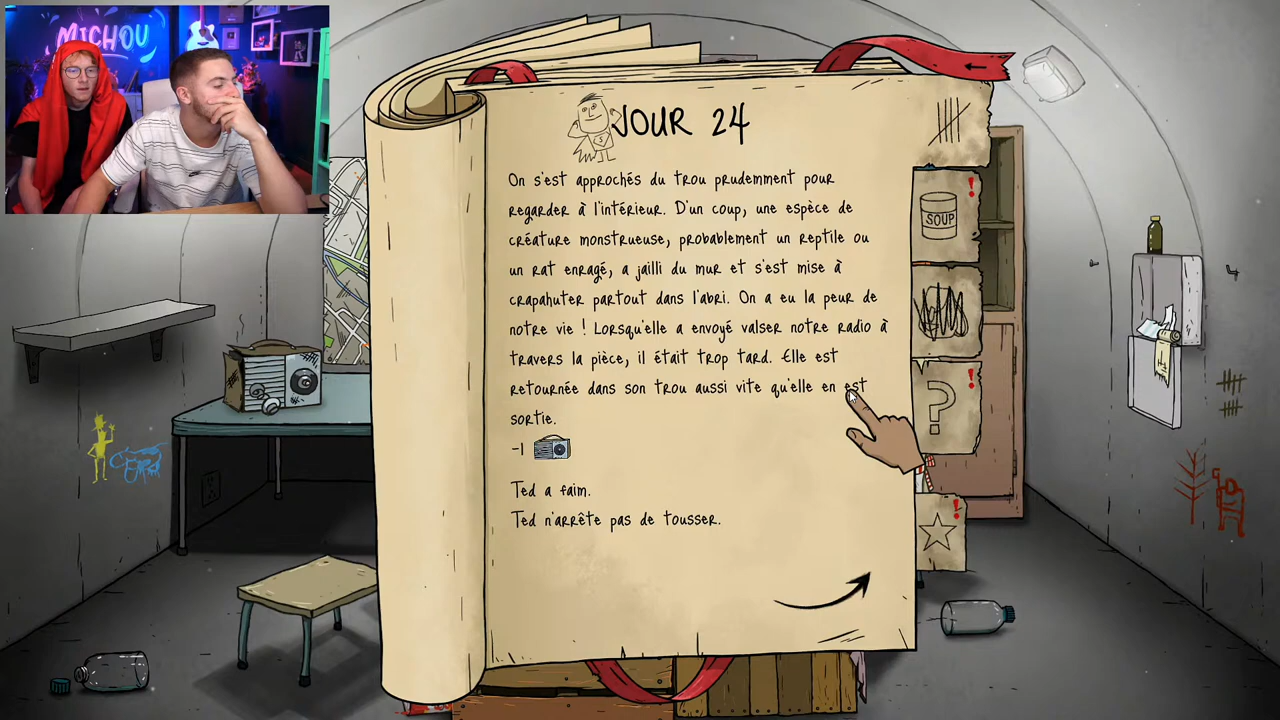 MICHOU
JOUR 24
On s'est approchés du trou prudemment pour
regarder à l'intérieur. D'un coup, une espèce de
créature monstrueuse, probablement un reptile ou
un rat enragé, a jailli du mur et s'est mise à
crapahuter partout dans l'abri. On a eu la peur de
notre vie ! Lorsqu'elle a envoyé valser notre radio à
travers la pièce, il était trop tard. Elle est
retournée dans son trou aussi vite qu'elle en est
sortie.
-1
Ted a faim.
Ted n'arrête pas de tousser.
!
SOUP
?
!
!